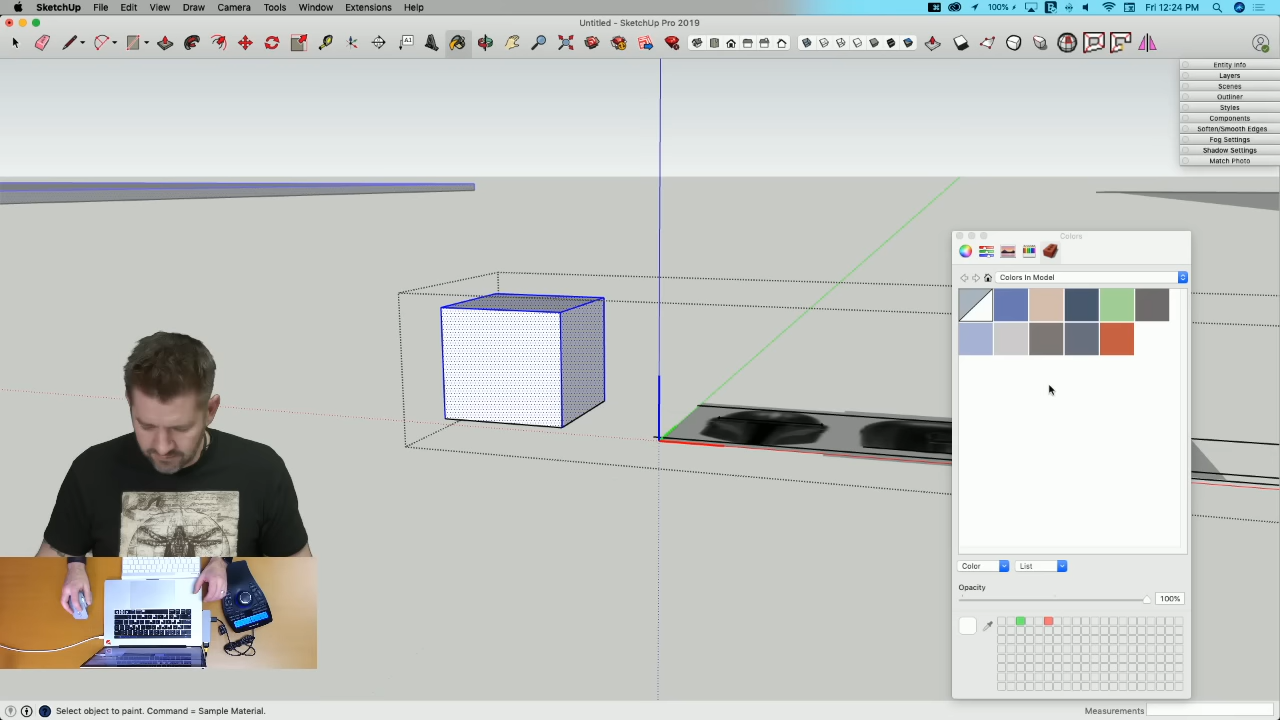 SketchUp File Edit View Draw Camera Tools Window Extensions Help
100% Fri 12:24 PM
Untitled - SketchUp Pro 2019
A1
Entity Info
Layers
Scenes
Outliner
Styles
Components
Soften/Smooth Edges
Fog Settings
Shadow Settings
Match Photo
Colors
Colors In Model
Color List
Opacity
100%
Select object to paint. Command = Sample Material.
Measurements